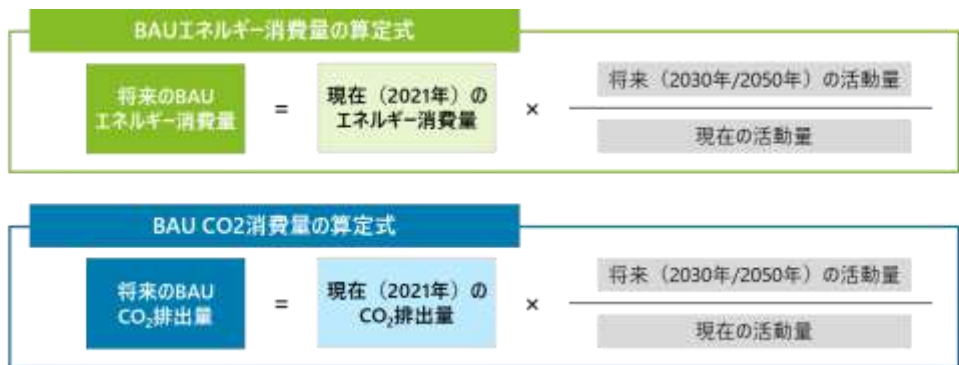 BAUエネルギー消費量の算定式
将来のBAU
エネルギー消費量
=
現在（2021年）の
エネルギー消費量
×
将来（2030年/2050年）の活動量
現在の活動量
BAU CO2消費量の算定式
将来のBAU
CO₂排出量
=
現在（2021年）の
CO₂排出量
×
将来（2030年/2050年）の活動量
現在の活動量